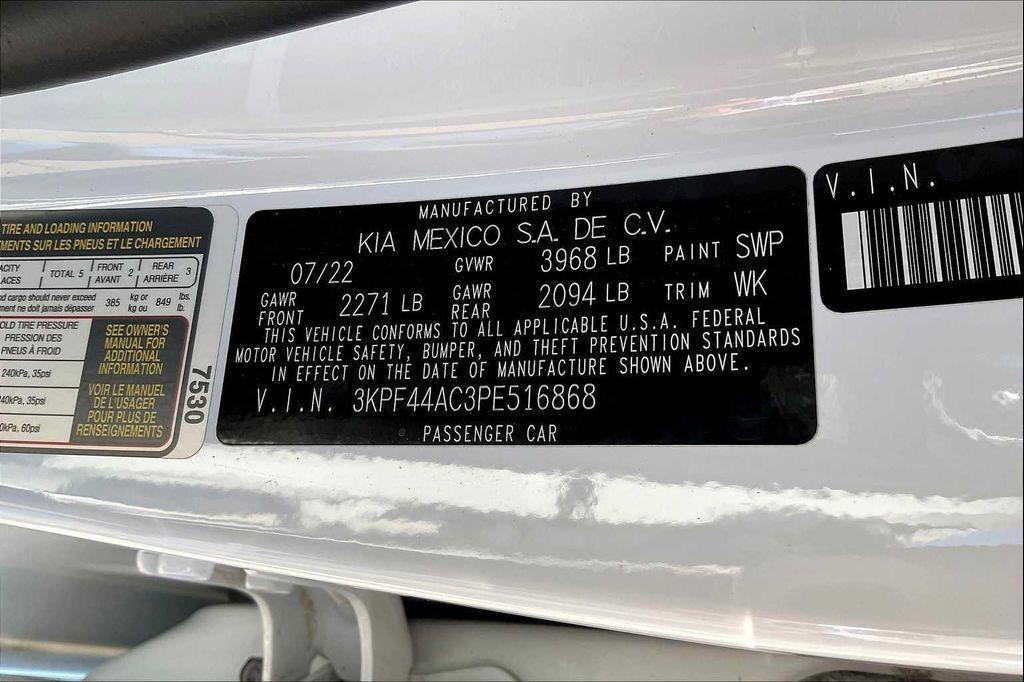 TIRE AND LOADING INFORMATION
SUR LES PNEUS ET LE CHARGEMENT
TOTAL 5
FRONT 2
AVANT
REAR 3
ARRIÈRE
cargo should never exceed
ne doit jamais dépasser
385 kg or 849 lbs.
kg ou lb.
TIRE PRESSURE
PRESSION DES
PNEUS À FROID
240kPa, 35psi
240kPa, 35psi
60psi
SEE OWNER'S
MANUAL FOR
ADDITIONAL
INFORMATION
VOIR LE MANUEL
DE L'USAGER
POUR PLUS DE
RENSEIGNEMENTS
7530
MANUFACTURED BY
KIA MEXICO S.A. DE C.V.
07/22 GVWR 3968 LB PAINT SWP
GAWR FRONT 2271 LB GAWR REAR 2094 LB TRIM WK
THIS VEHICLE CONFORMS TO ALL APPLICABLE U.S.A. FEDERAL
MOTOR VEHICLE SAFETY, BUMPER, AND THEFT PREVENTION STANDARDS
IN EFFECT ON THE DATE OF MANUFACTURE SHOWN ABOVE.
V.I.N. 3KPF44AC3PE516868
PASSENGER CAR
V.I.N.